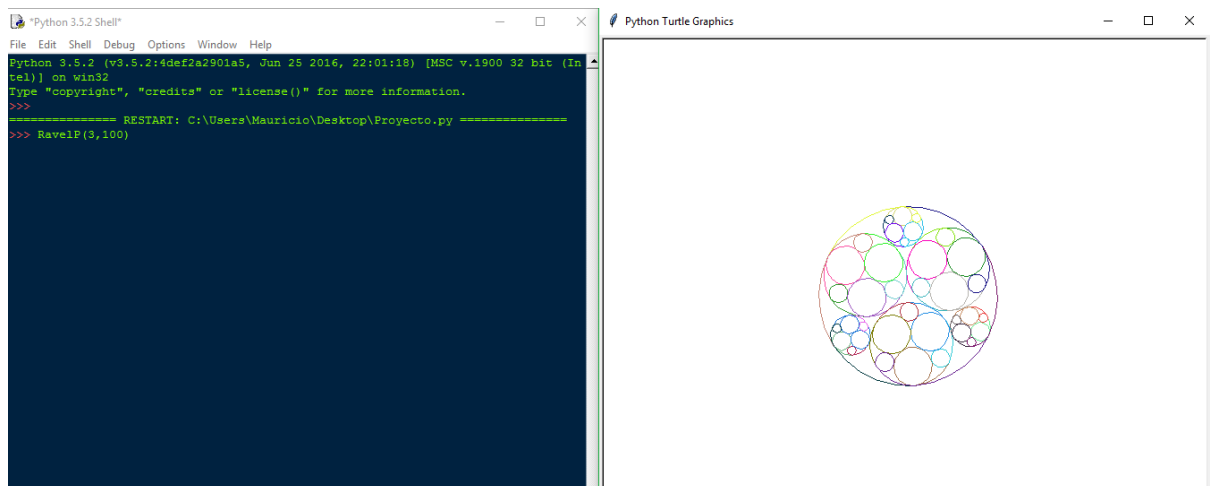 *Python 3.5.2 Shell*
File Edit Shell Debug Options Window Help
Python 3.5.2 (v3.5.2:4def2a2901a5, Jun 25 2016, 22:01:18) [MSC v.1900 32 bit (In
tel)] on win32
Type "copyright", "credits" or "license()" for more information.
>>>
=============== RESTART: C:\Users\Mauricio\Desktop\Proyecto.py ===============
>>> RavelP(3,100)
Python Turtle Graphics